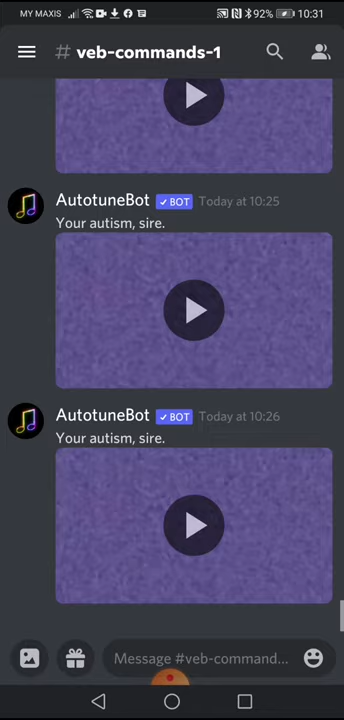 MY MAXIS 92% 10:31
# veb-commands-1
AutotuneBot ✓ BOT Today at 10:25
Your autism, sire.
AutotuneBot ✓ BOT Today at 10:26
Your autism, sire.
Message #veb-command...